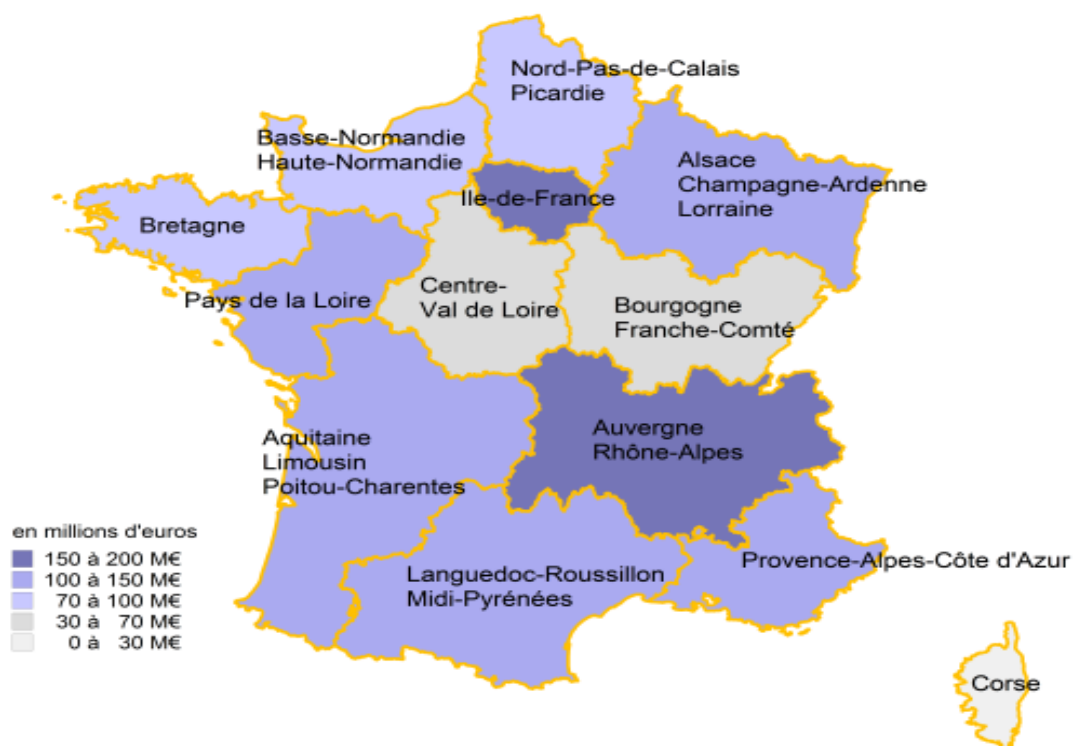 Nord-Pas-de-Calais
Picardie
Basse-Normandie
Haute-Normandie
Alsace
Champagne-Ardenne
Lorraine
Ile-de-France
Bretagne
Pays de la Loire
Centre-
Val de Loire
Bourgogne
Franche-Comté
Auvergne
Rhône-Alpes
Aquitaine
Limousin
Poitou-Charentes
en millions d'euros
150 à 200 M€
100 à 150 M€
70 à 100 M€
30 à 70 M€
0 à 30 M€
Languedoc-Roussillon
Midi-Pyrénées
Provence-Alpes-Côte d'Azur
Corse